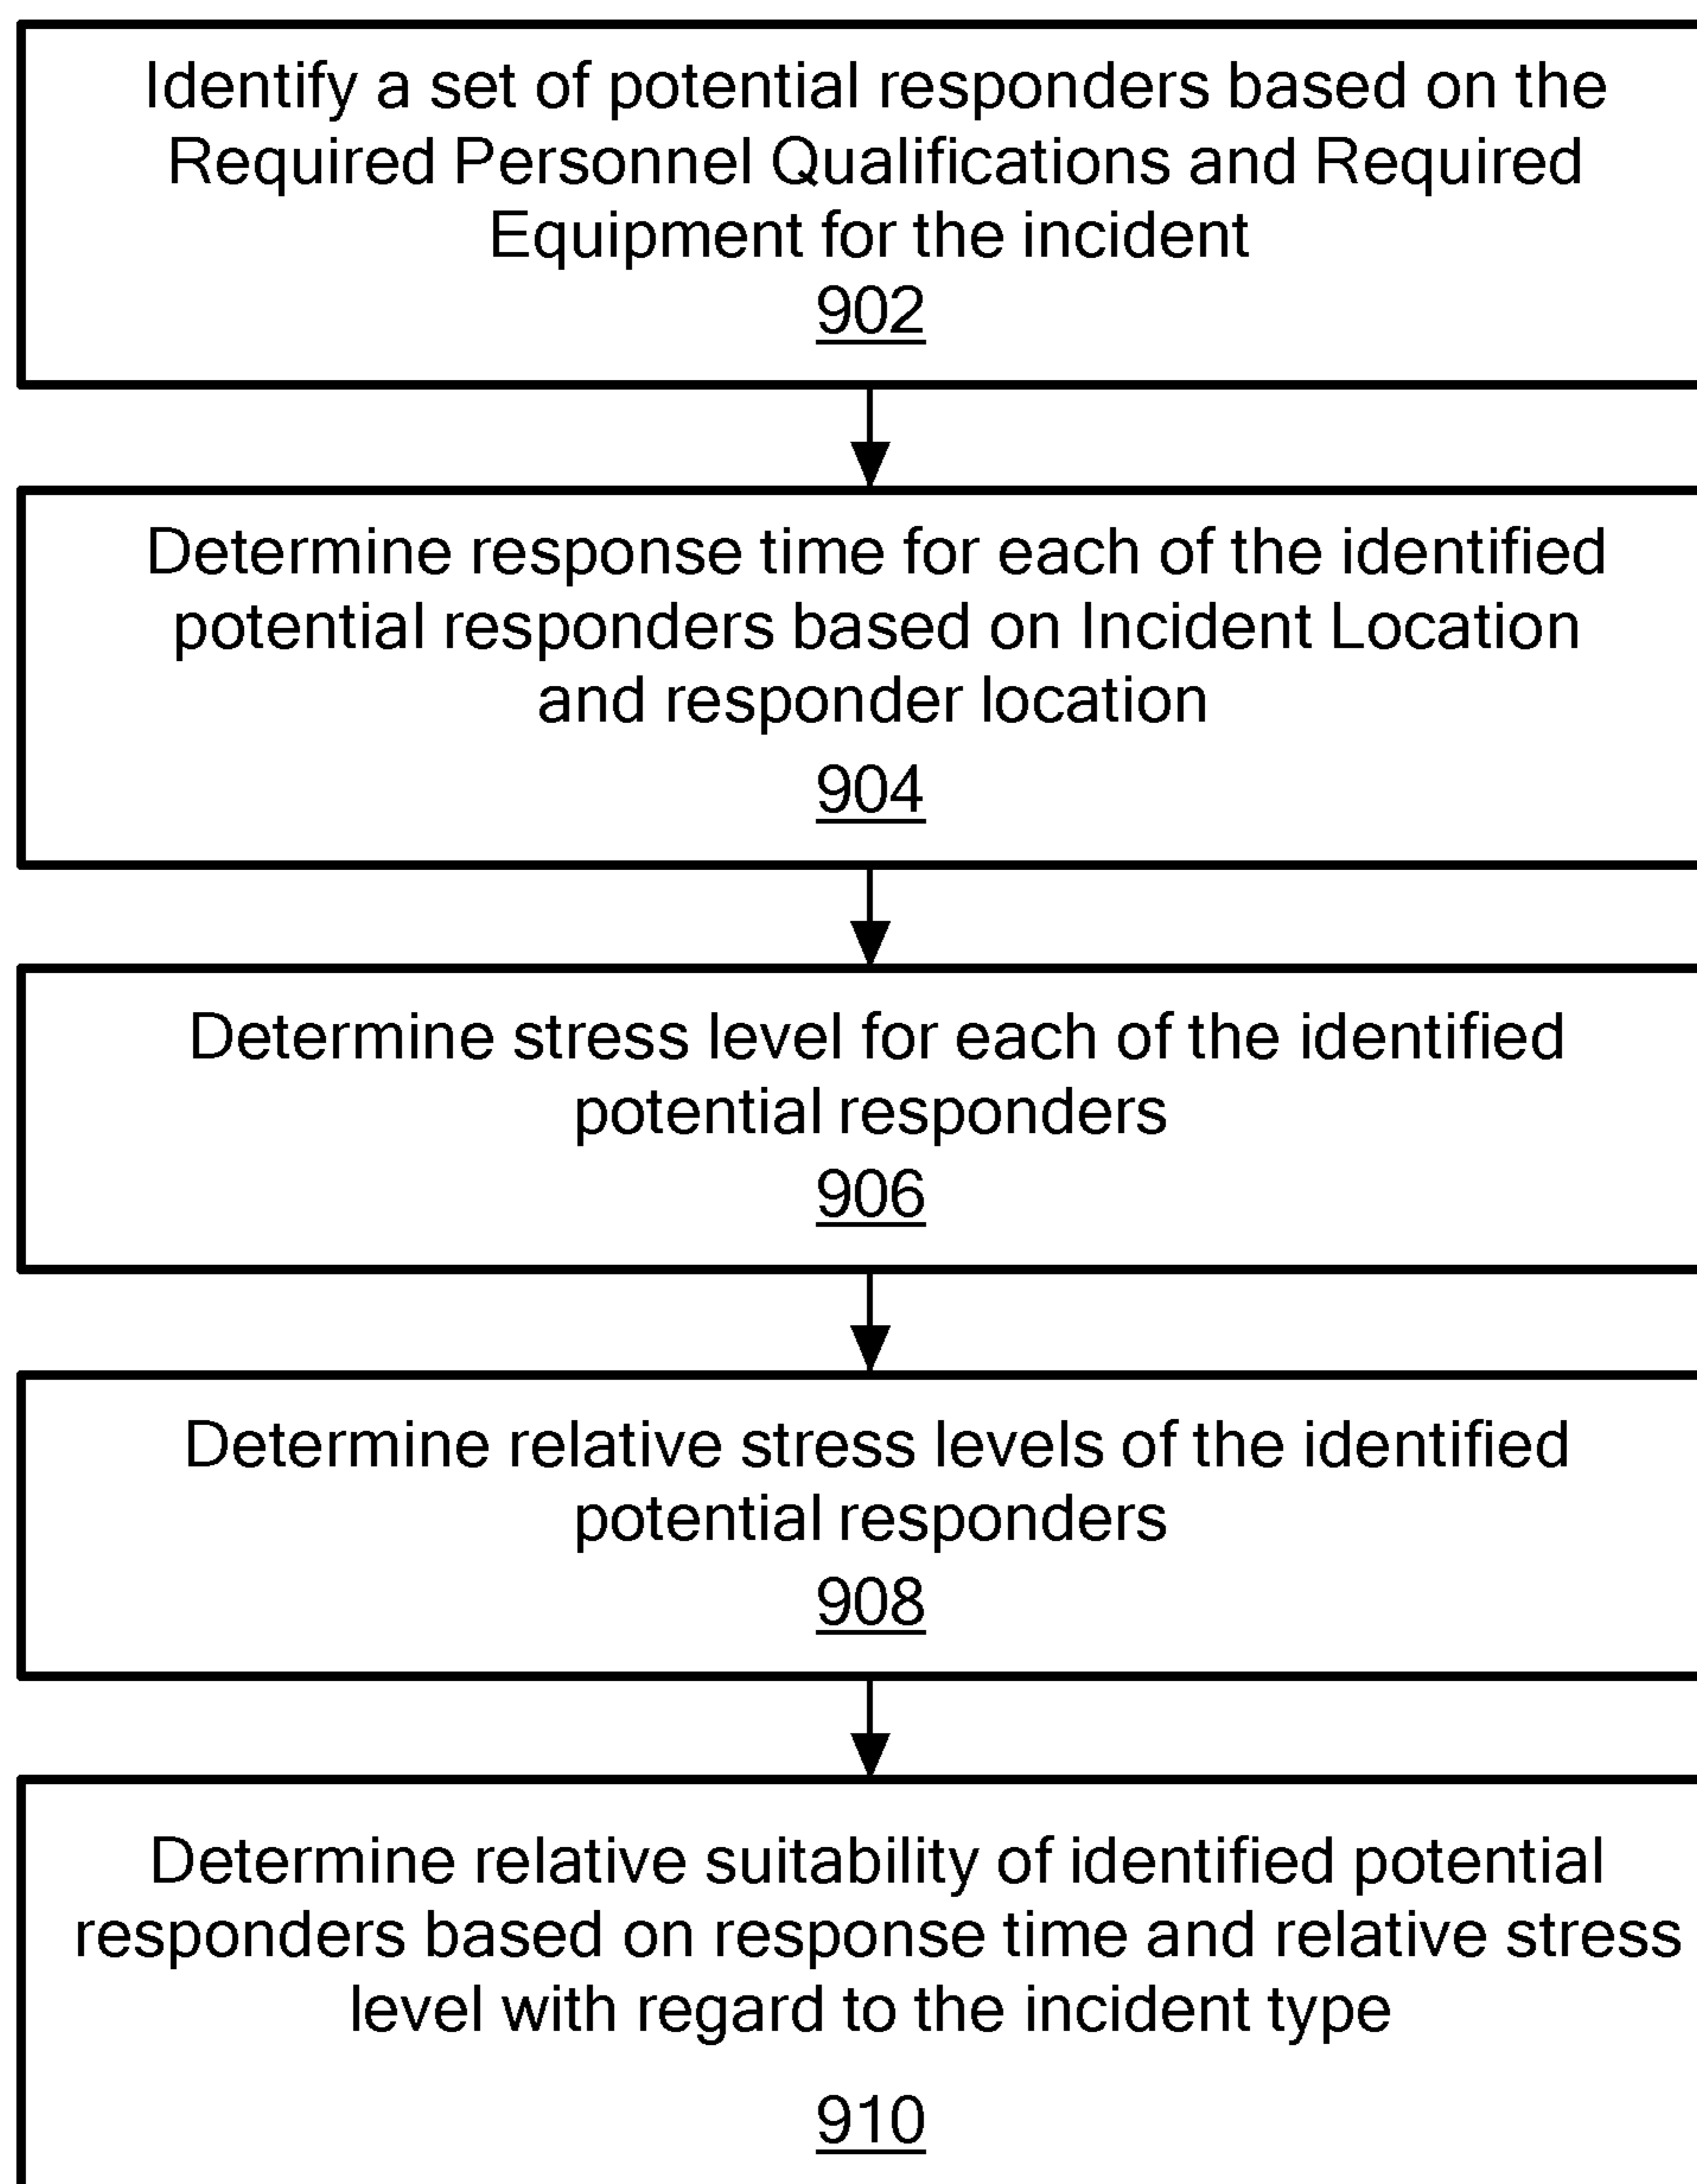 Identify a set of potential responders based on the
Required Personnel Qualifications and Required
Equipment for the incident
902
Determine response time for each of the identified
potential responders based on Incident Location
and responder location
904
Determine stress level for each of the identified
potential responders
906
Determine relative stress levels of the identified
potential responders
908
Determine relative suitability of identified potential
responders based on response time and relative stress
level with regard to the incident type
910